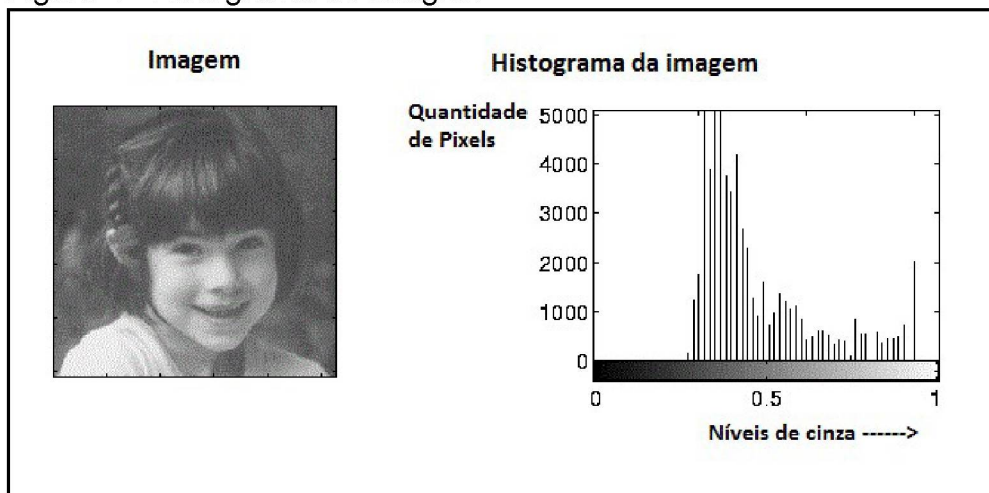 Imagem
Histograma da imagem
Quantidade
de Pixels
5000
4000
3000
2000
1000
0
0
0.5
1
Níveis de cinza ------>